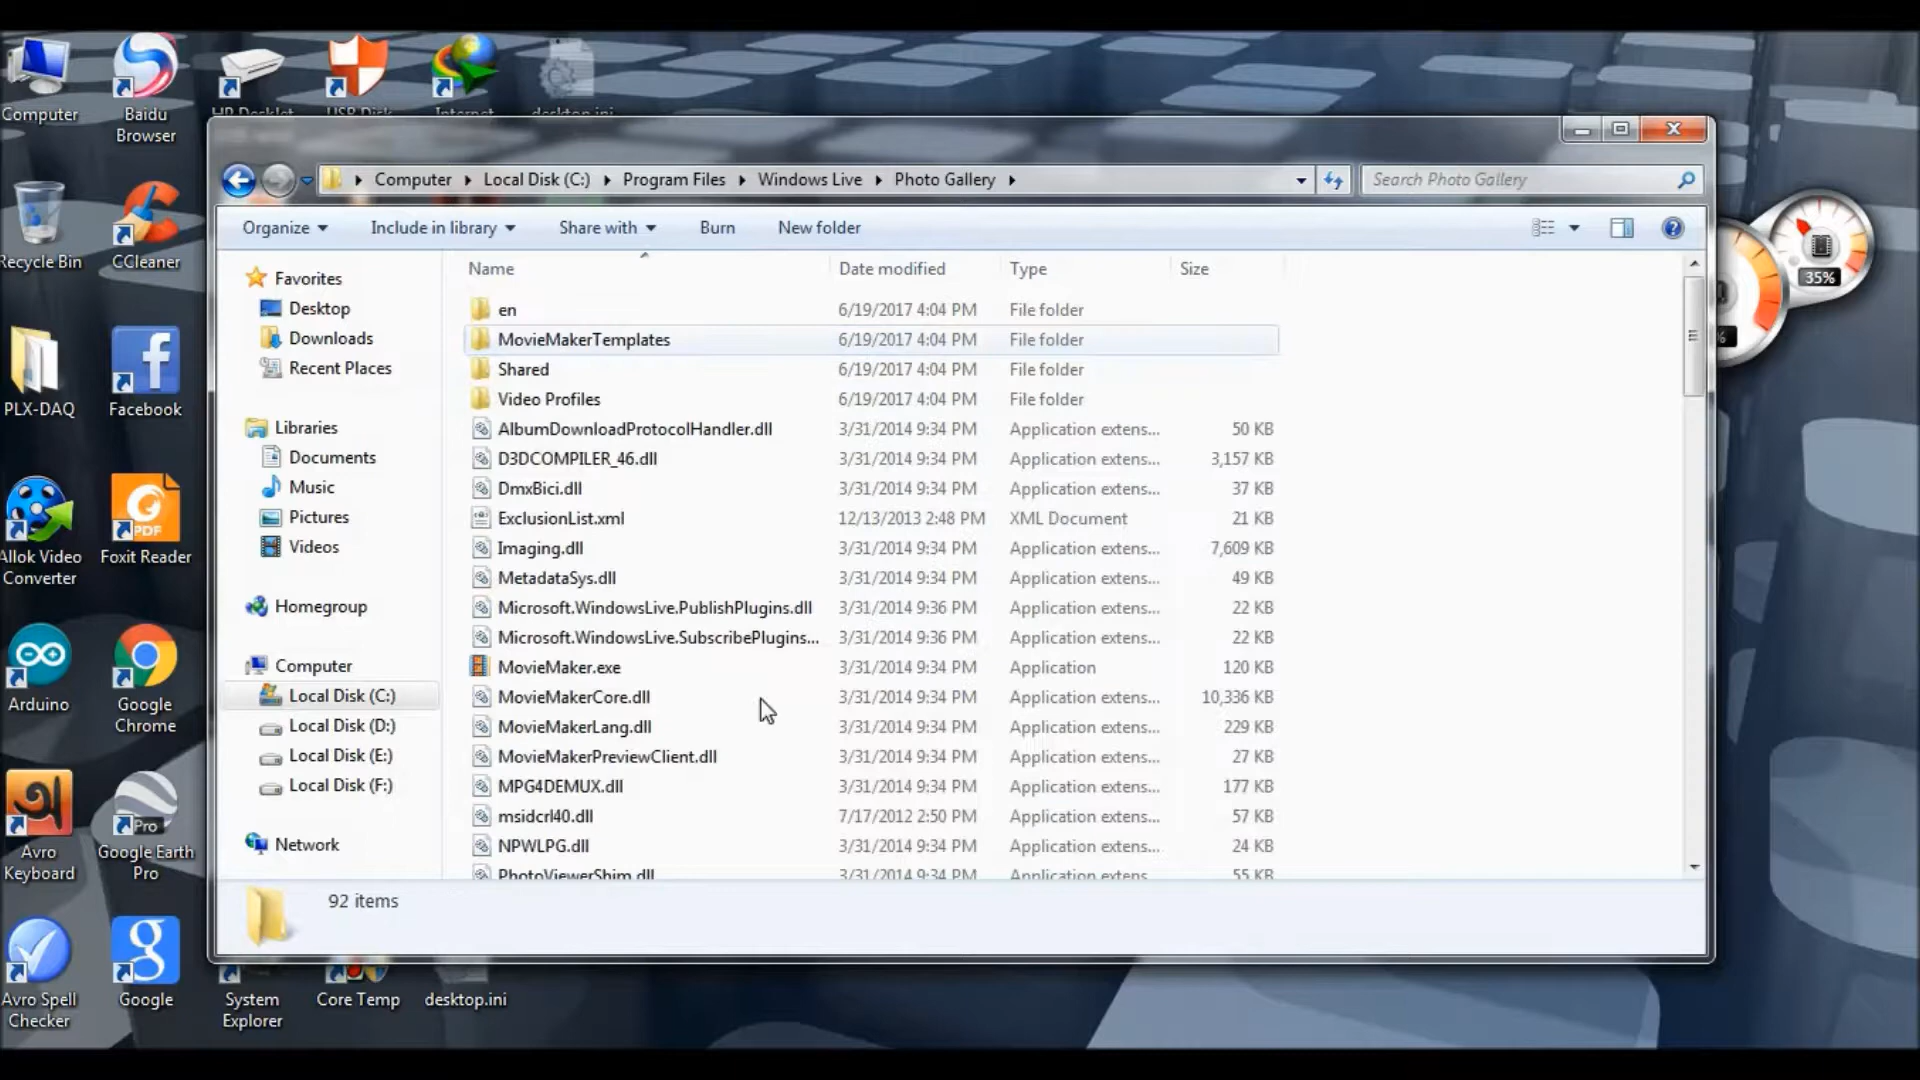 Computer
Baidu
Browser
Recycle Bin
CCleaner
PLX-DAQ
Facebook
Allok Video
Converter
PDF
Foxit Reader
Arduino
Google
Chrome
Avro
Keyboard
Pro
Google Earth
Pro
Avro Spell
Checker
Google
System
Explorer
Core Temp
desktop.ini
HP Deskjet
USB Disk
Internet
desktop.ini
Computer
Local Disk (C:)
Program Files
Windows Live
Photo Gallery
Search Photo Gallery
Organize
Include in library
Share with
Burn
New folder
Favorites
Desktop
Downloads
Recent Places
Libraries
Documents
Music
Pictures
Videos
Homegroup
Computer
Local Disk (C:)
Local Disk (D:)
Local Disk (E:)
Local Disk (F:)
Network
Name Date modified Type Size
en 6/19/2017 4:04 PM File folder
MovieMakerTemplates 6/19/2017 4:04 PM File folder
Shared 6/19/2017 4:04 PM File folder
Video Profiles 6/19/2017 4:04 PM File folder
AlbumDownloadProtocolHandler.dll 3/31/2014 9:34 PM Application extens... 50 KB
D3DCOMPILER_46.dll 3/31/2014 9:34 PM Application extens... 3,157 KB
DmxBici.dll 3/31/2014 9:34 PM Application extens... 37 KB
ExclusionList.xml 12/13/2013 2:48 PM XML Document 21 KB
Imaging.dll 3/31/2014 9:34 PM Application extens... 7,609 KB
MetadataSys.dll 3/31/2014 9:34 PM Application extens... 49 KB
Microsoft.WindowsLive.PublishPlugins.dll 3/31/2014 9:36 PM Application extens... 22 KB
Microsoft.WindowsLive.SubscribePlugins... 3/31/2014 9:36 PM Application extens... 22 KB
MovieMaker.exe 3/31/2014 9:34 PM Application 120 KB
MovieMakerCore.dll 3/31/2014 9:34 PM Application extens... 10,336 KB
MovieMakerLang.dll 3/31/2014 9:34 PM Application extens... 229 KB
MovieMakerPreviewClient.dll 3/31/2014 9:34 PM Application extens... 27 KB
MPG4DEMUX.dll 3/31/2014 9:34 PM Application extens... 177 KB
msidcrl40.dll 7/17/2012 2:50 PM Application extens... 57 KB
NPWLPG.dll 3/31/2014 9:34 PM Application extens... 24 KB
PhotoViewerShim.dll 3/31/2014 9:34 PM Application extens... 55 KB
92 items
35%